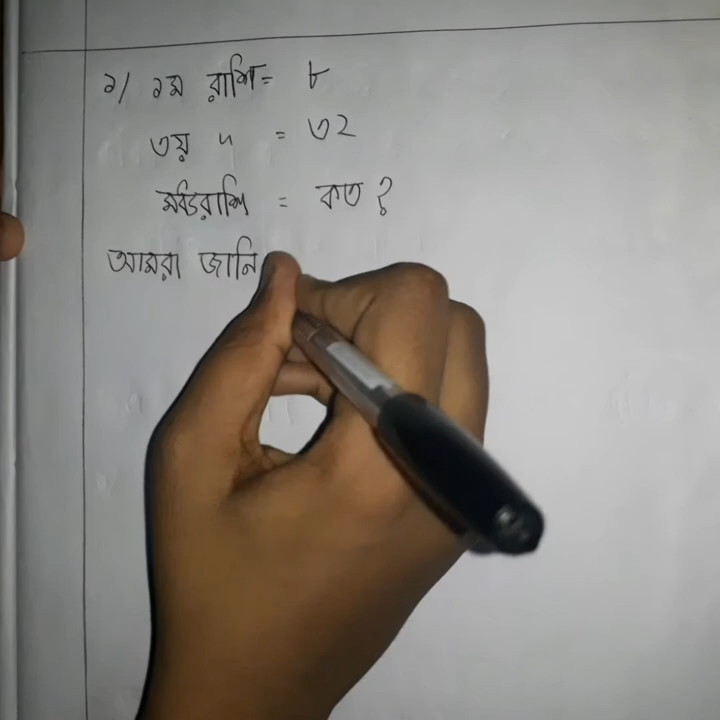 ১/ ১ম রাশি = ৮
৩য় " = ৩২
মধ্যরাশি = কত ?
আমরা জানি